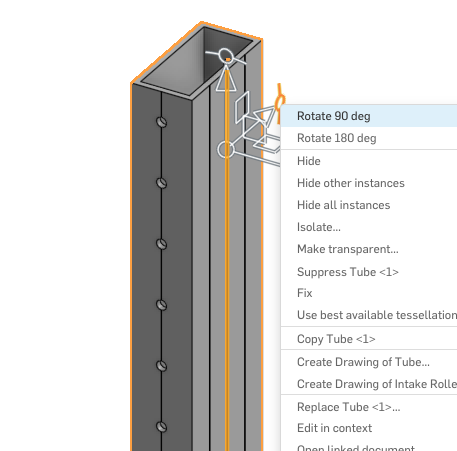 Rotate 90 deg
Rotate 180 deg
Hide
Hide other instances
Hide all instances
Isolate...
Make transparent...
Suppress Tube <1>
Fix
Use best available tessellation
Copy Tube <1>
Create Drawing of Tube...
Create Drawing of Intake Rolle
Replace Tube <1>...
Edit in context
Open linked document